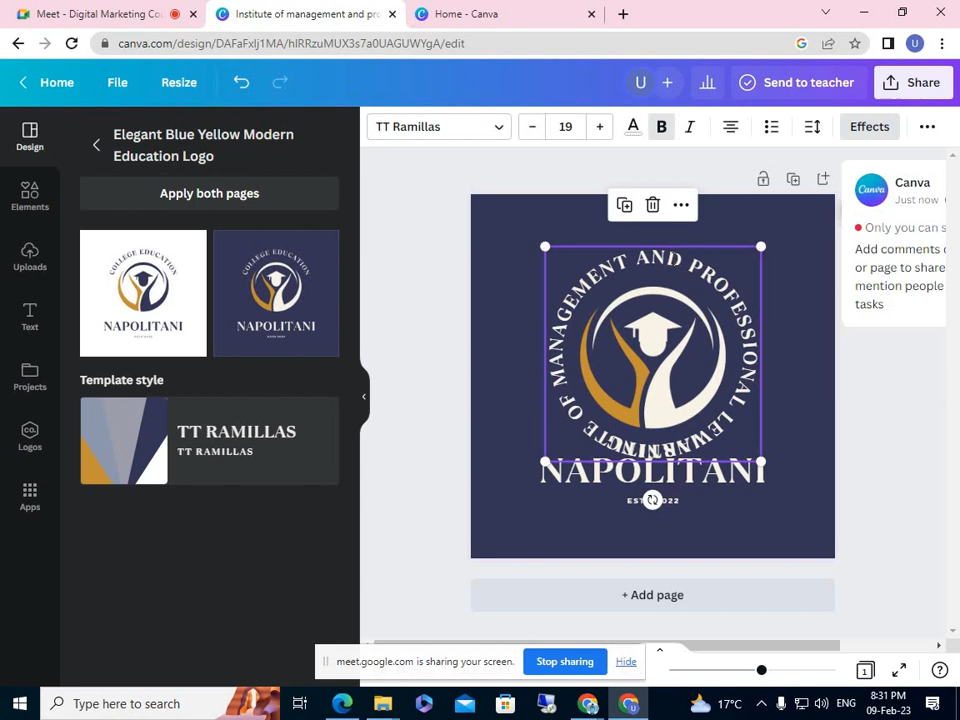 Meet - Digital Marketing Cou
Institute of management and pro
Home - Canva
canva.com/design/DAFaFxIj1MA/hIRRzuMUX3s7a0UAGUWYgA/edit
Home
File
Resize
U
Send to teacher
Share
Design
Elements
Uploads
Text
Projects
Logos
Apps
Elegant Blue Yellow Modern
Education Logo
Apply both pages
COLLEGE EDUCATION
NAPOLITANI
COLLEGE EDUCATION
NAPOLITANI
Template style
TT RAMILLAS
TT RAMILLAS
TT Ramillas
19
A
B
I
Effects
Canva
Just now
Only you can s
Add comments o
or page to share
mention people
tasks
OF MANAGEMENT AND PROFESSIONAL
NAPOLITANI
+ Add page
meet.google.com is sharing your screen.
Stop sharing
Hide
1
Type here to search
17°C
ENG
8:31 PM
09-Feb-23